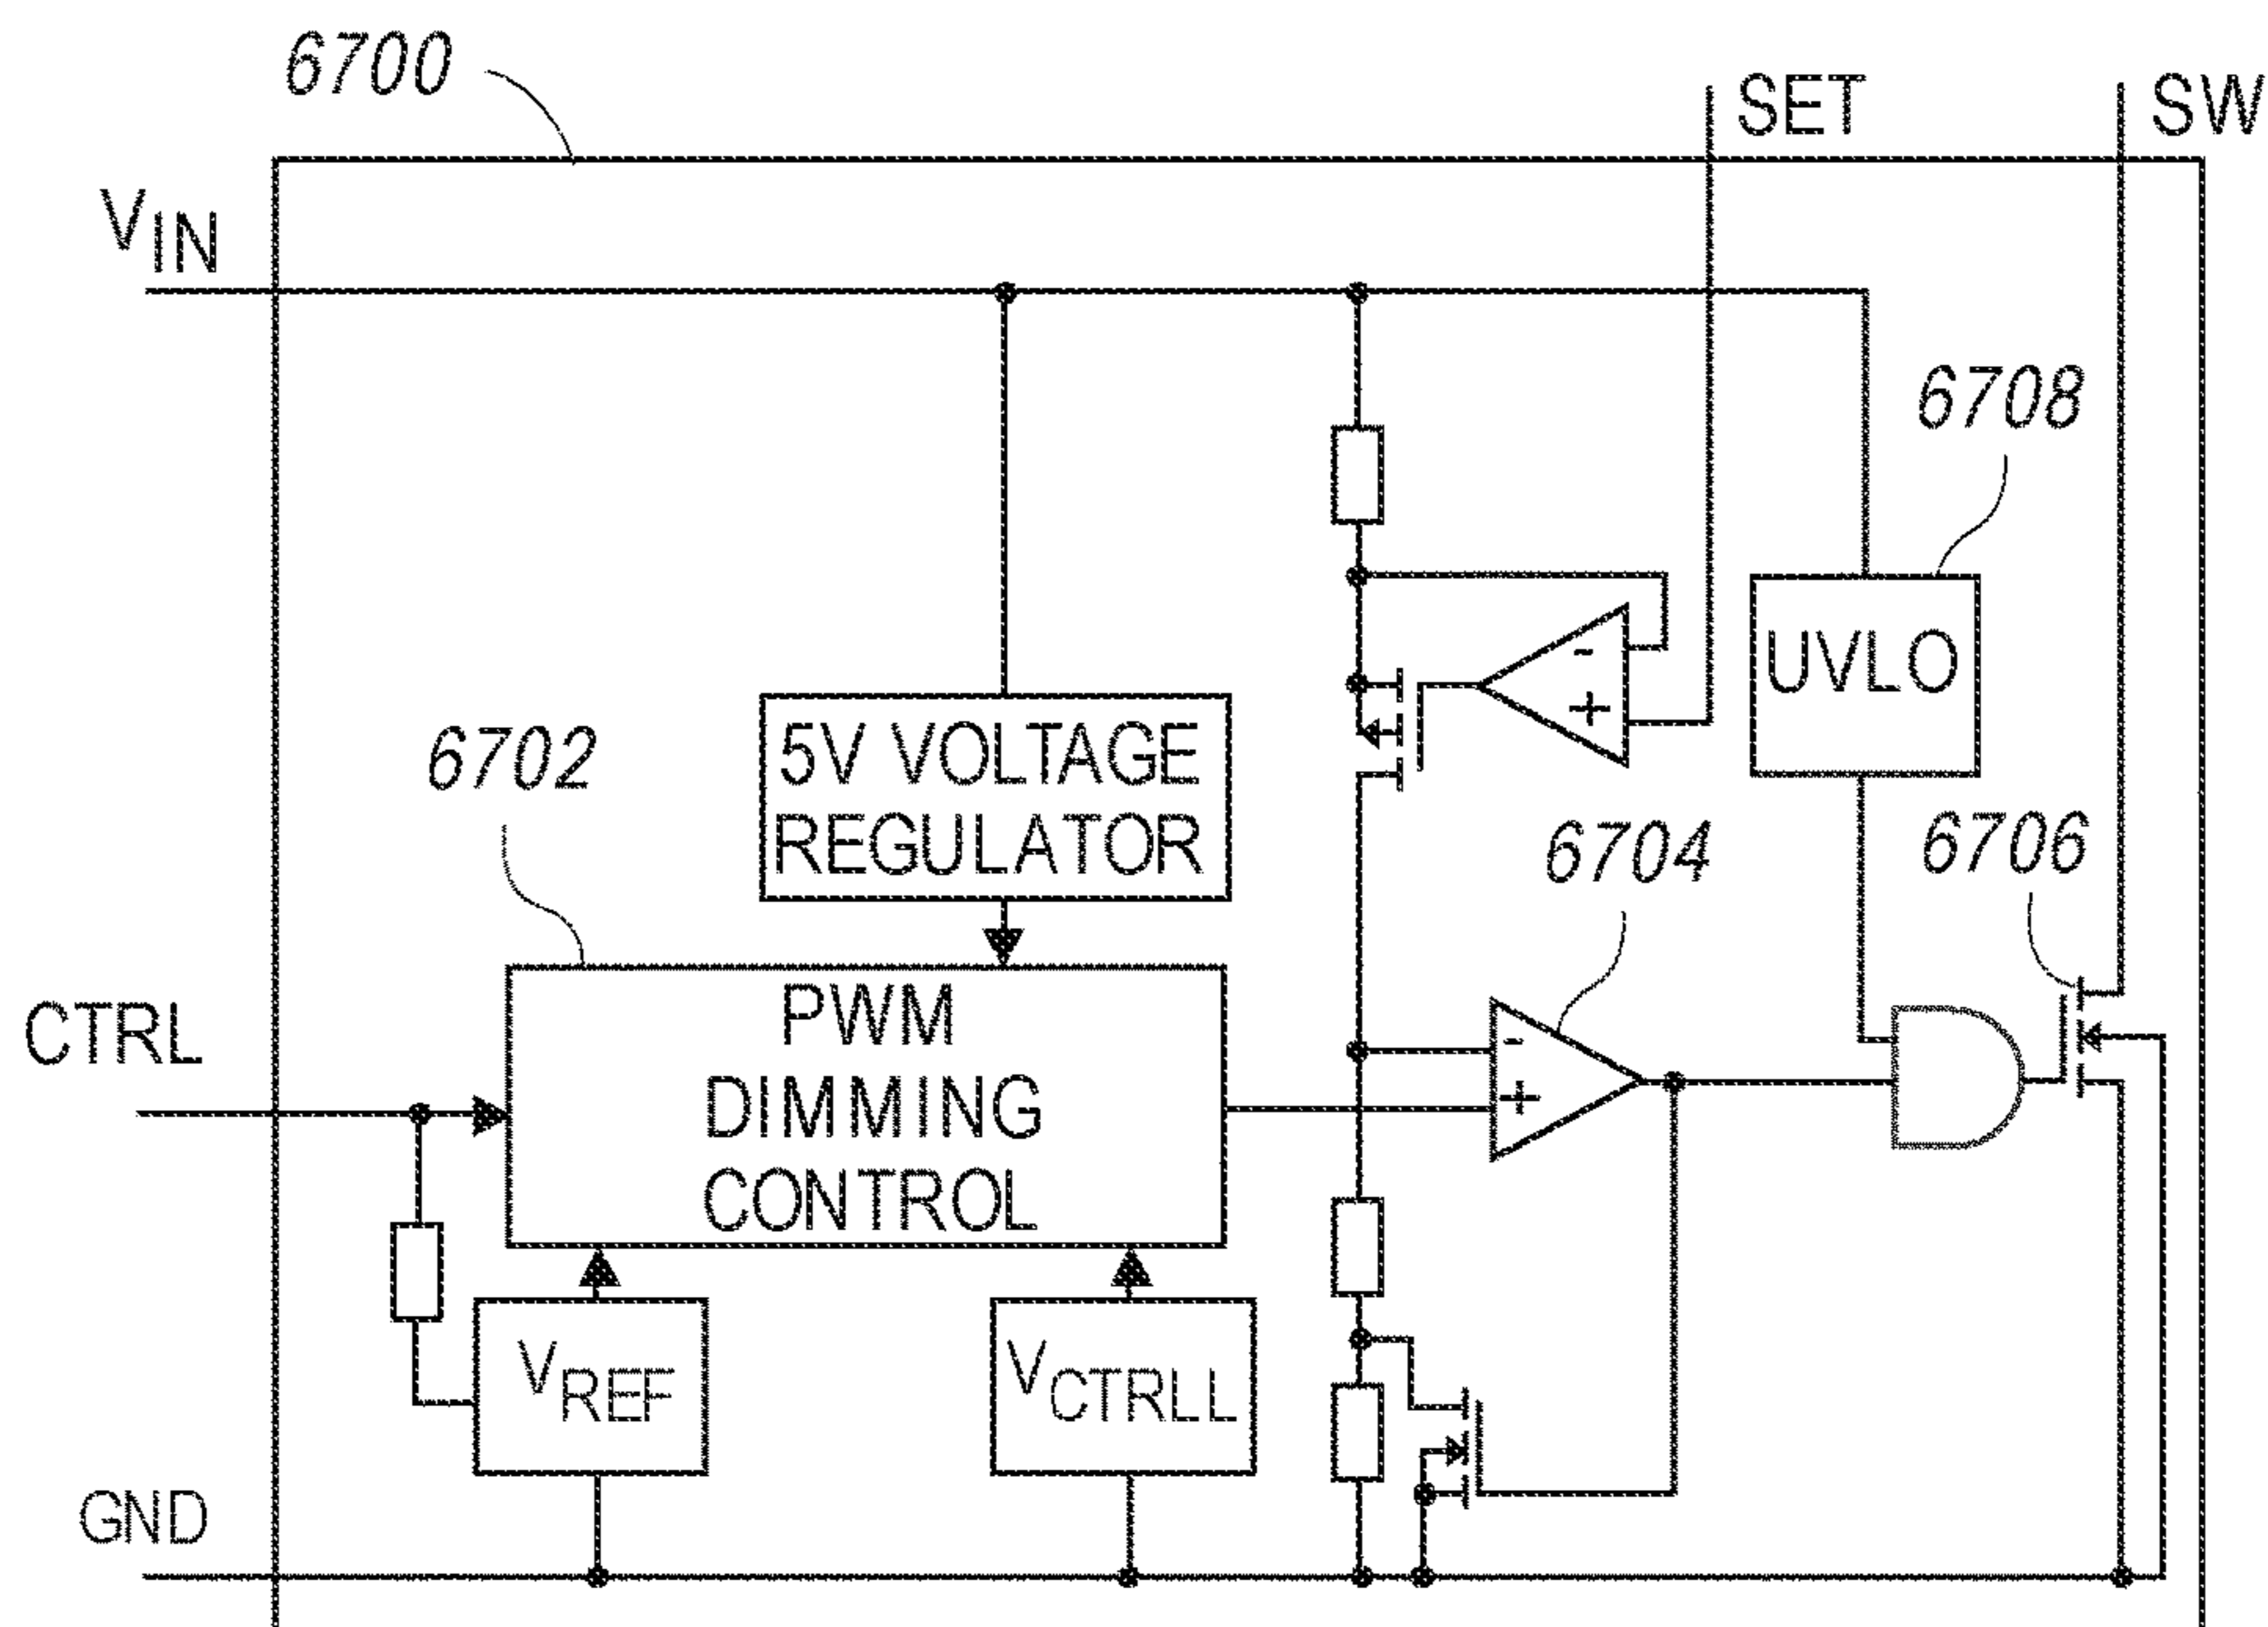 6700
SET
SW
VIN
6708
UVLO
6702
5V VOLTAGE
REGULATOR
6704
6706
-
+
CTRL
PWM
DIMMING
CONTROL
-
+
VREF
VCTRLL
GND